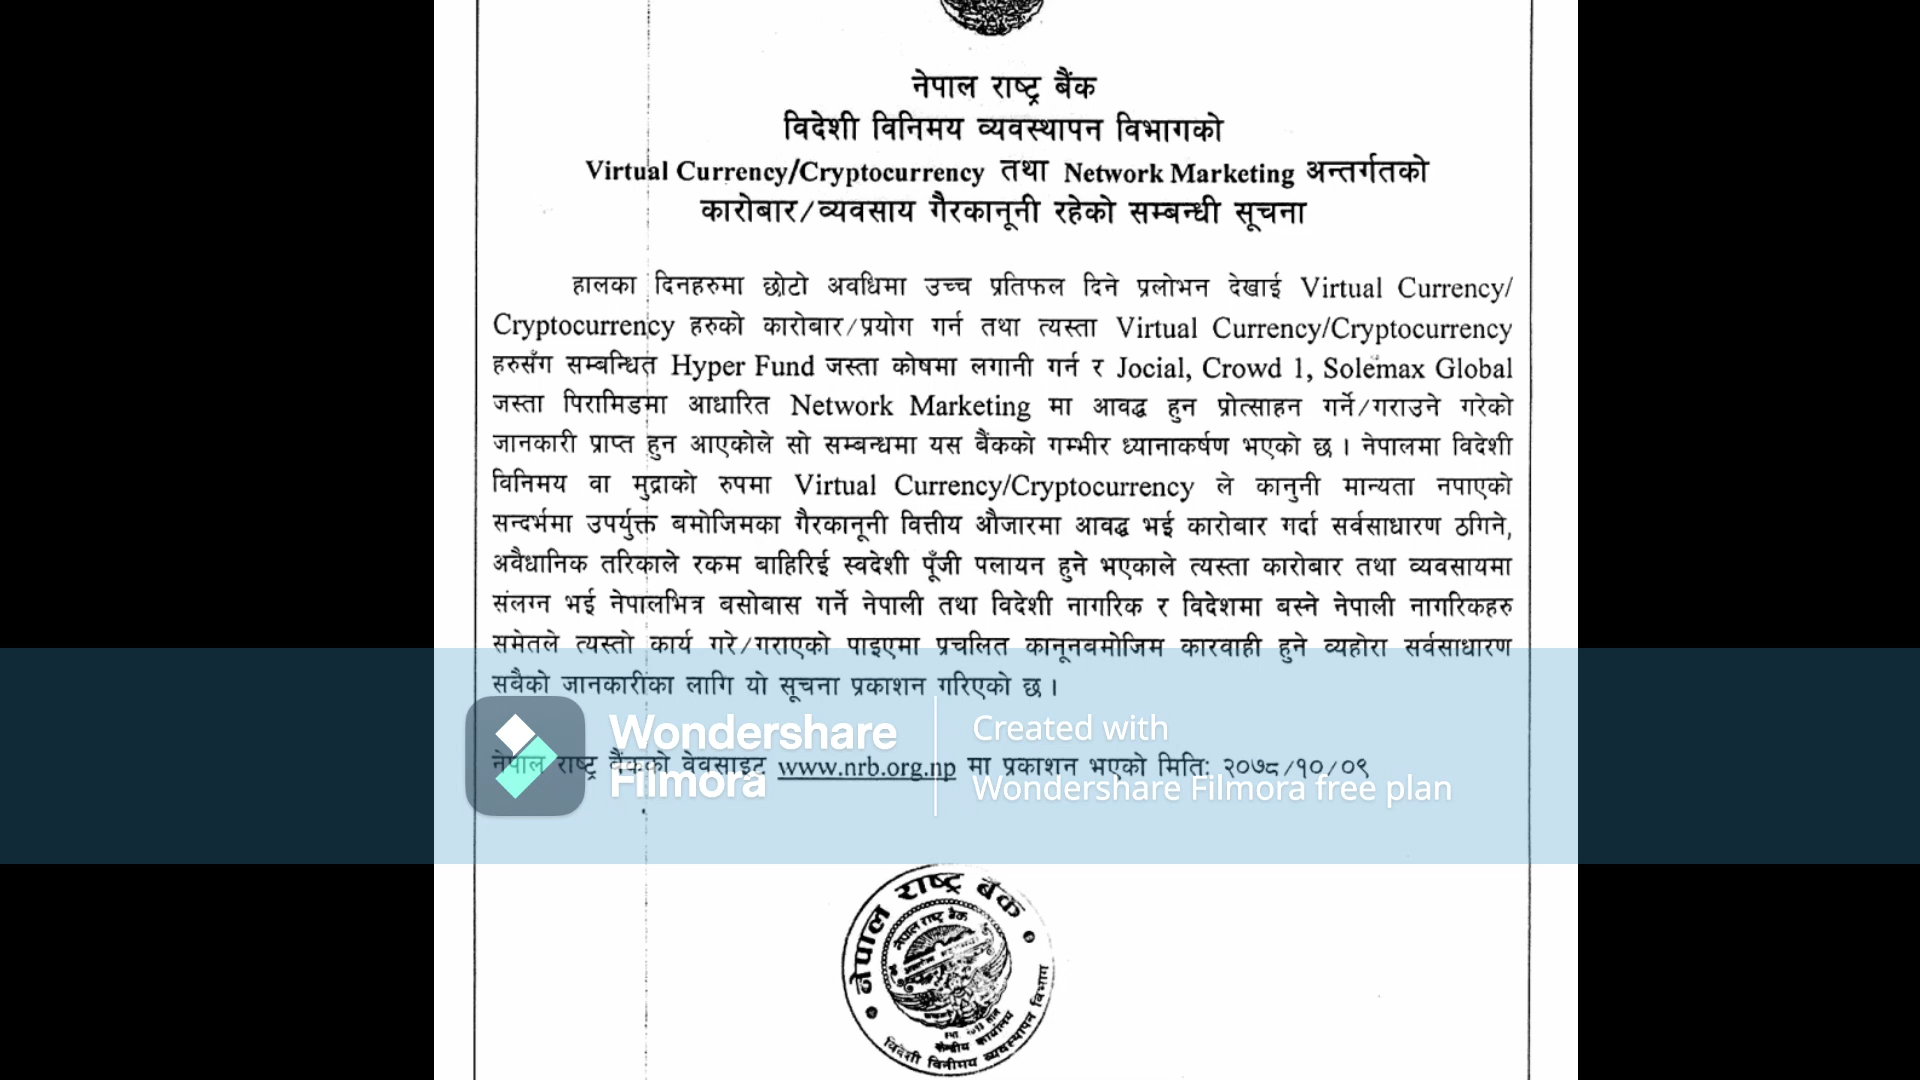 नेपाल राष्ट्र बैंक
विदेशी विनिमय व्यवस्थापन विभागको
Virtual Currency/Cryptocurrency तथा Network Marketing अन्तर्गतको
कारोबार/व्यवसाय गैरकानूनी रहेको सम्बन्धी सूचना
हालका दिनहरुमा छोटो अवधिमा उच्च प्रतिफल दिने प्रलोभन देखाई Virtual Currency/
Cryptocurrency हरुको कारोबार/प्रयोग गर्न तथा त्यस्ता Virtual Currency/Cryptocurrency
हरुसँग सम्बन्धित Hyper Fund जस्ता कोषमा लगानी गर्न र Jocial, Crowd 1, Solemax Global
जस्ता पिरामिडमा आधारित Network Marketing मा आवद्ध हुन प्रोत्साहन गर्ने/गराउने गरेको
जानकारी प्राप्त हुन आएकोले सो सम्बन्धमा यस बैंकको गम्भीर ध्यानाकर्षण भएको छ । नेपालमा विदेशी
विनिमय वा मुद्राको रुपमा Virtual Currency/Cryptocurrency ले कानुनी मान्यता नपाएको
सन्दर्भमा उपर्युक्त बमोजिमका गैरकानूनी वित्तीय औजारमा आवद्ध भई कारोबार गर्दा सर्वसाधारण ठगिने,
अवैधानिक तरिकाले रकम बाहिरिई स्वदेशी पूँजी पलायन हुने भएकाले त्यस्ता कारोबार तथा व्यवसायमा
संलग्न भई नेपालभित्र बसोबास गर्ने नेपाली तथा विदेशी नागरिक र विदेशमा बस्ने नेपाली नागरिकहरु
समेतले त्यस्तो कार्य गरे/गराएको पाइएमा प्रचलित कानूनबमोजिम कारवाही हुने व्यहोरा सर्वसाधारण
सबैको जानकारीका लागि यो सूचना प्रकाशन गरिएको छ ।
नेपाल राष्ट्र बैंकको वेवसाइट www.nrb.org.np मा प्रकाशन भएको मितिः २०७८/१०/०९
Wondershare
Filmora
Created with
Wondershare Filmora free plan
नेपाल राष्ट्र बैंक
नेपाल राष्ट्र बैंक
केन्द्रीय कार्यालय
विदेशी विनीमय व्यवस्थापन विभाग